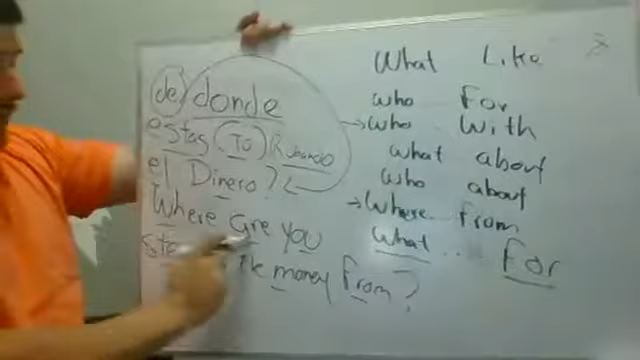 (de) donde
estas (Tu) Robando
el Dinero?
Where are you
the money From?
What Like
who For
who with
what about
who about
Where... From
What... For